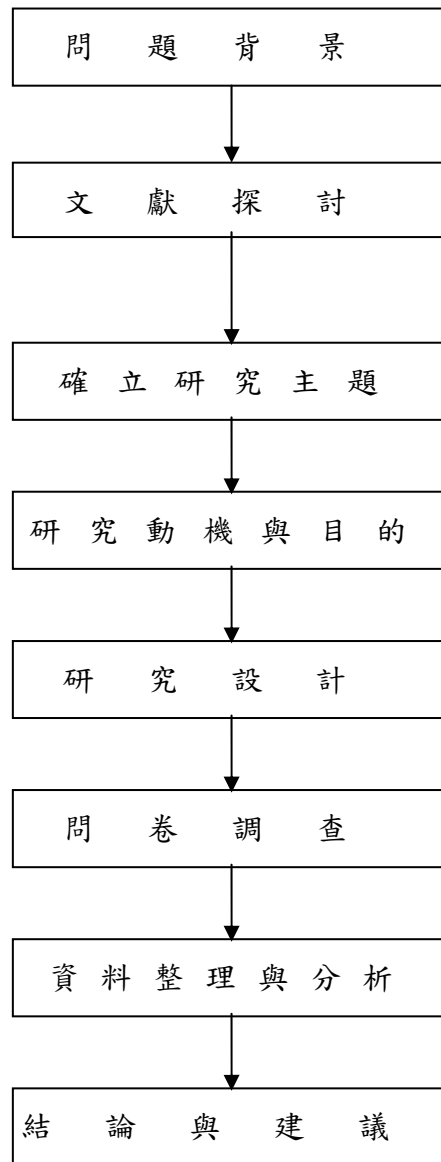 問題背景
文獻探討
確立研究主題
研究動機與目的
研究設計
問卷調查
資料整理與分析
結論與建議